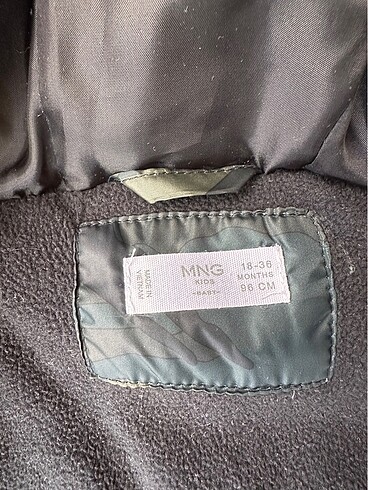 MNG
KIDS
-BABY-
18-36
MONTHS
98 CM
MADE IN
VIETNAM